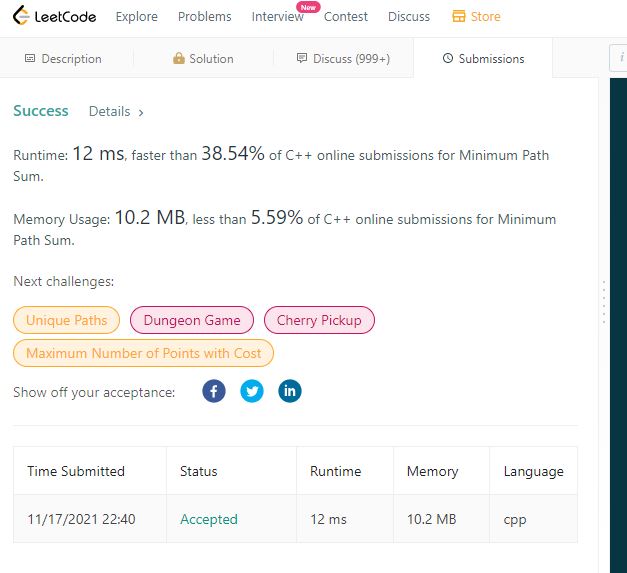 LeetCode Explore Problems Interview New Contest Discuss Store
Description Solution Discuss (999+) Submissions i
Success Details ›
Runtime: 12 ms, faster than 38.54% of C++ online submissions for Minimum Path
Sum.
Memory Usage: 10.2 MB, less than 5.59% of C++ online submissions for Minimum
Path Sum.
Next challenges:
Unique Paths Dungeon Game Cherry Pickup
Maximum Number of Points with Cost
Show off your acceptance: f in
Time Submitted Status Runtime Memory Language
11/17/2021 22:40 Accepted 12 ms 10.2 MB cpp